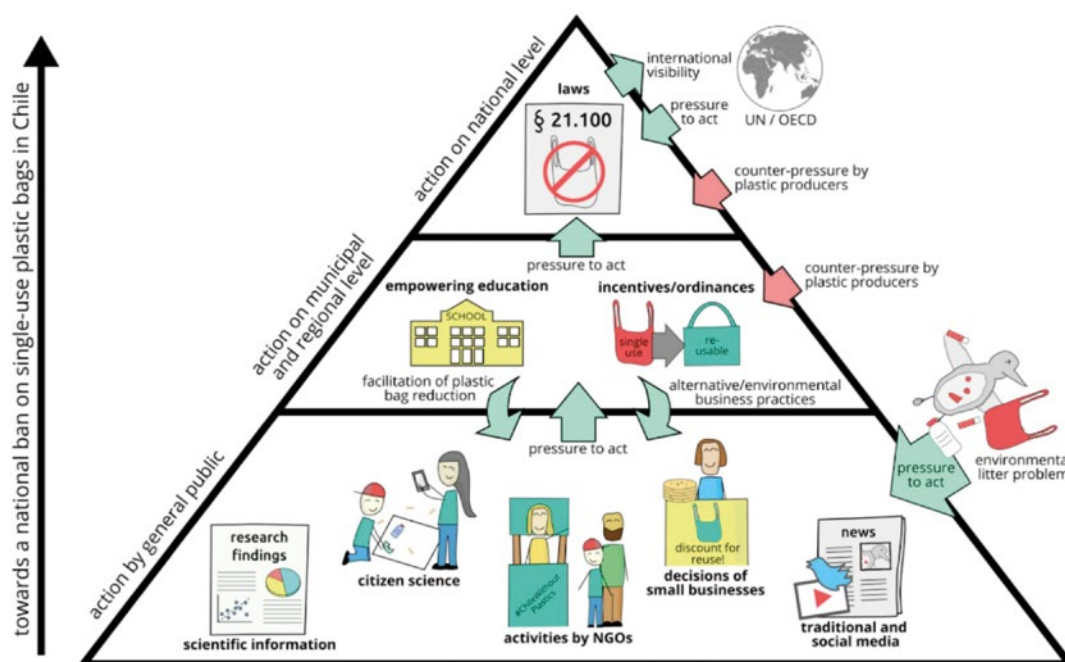 towards a national ban on single-use plastic bags in Chile
action on national level
laws
§ 21.100
international
visibility
pressure
to act
UN / OECD
counter-pressure by
plastic producers
action on municipal
and regional level
pressure to act
empowering education
SCHOOL
facilitation of plastic
bag reduction
incentives/ordinances
single
use
re-
usable
alternative/environmental
business practices
counter-pressure by
plastic producers
pressure to act
pressure
to act
environmental
litter problem
action by general public
research
findings
scientific information
citizen science
#ChileWithout
Plastics
activities by NGOs
discount for
reuse!
decisions of
small businesses
news
traditional and
social media